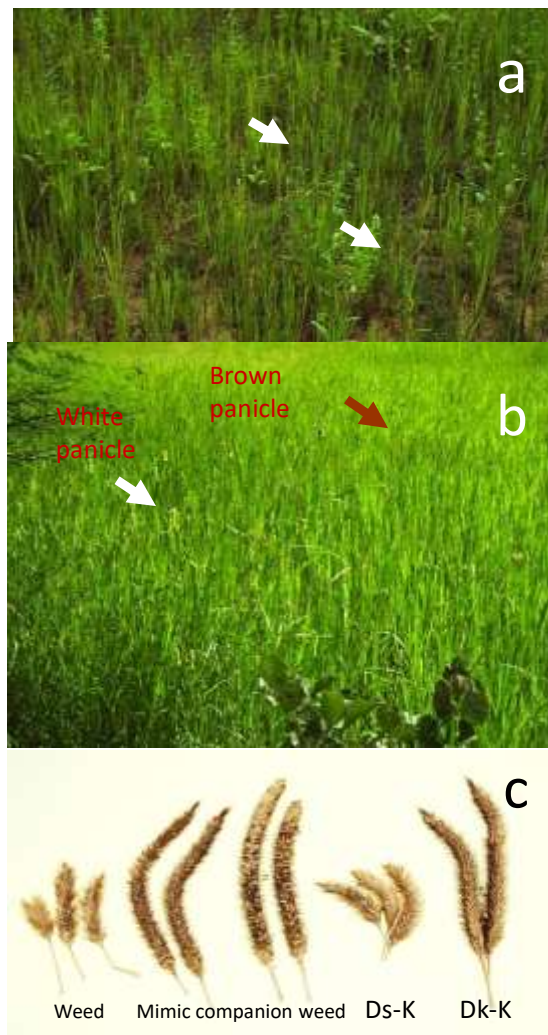 a
Brown
panicle
White
panicle
b
c
Weed
Mimic companion weed
Ds-K
Dk-K